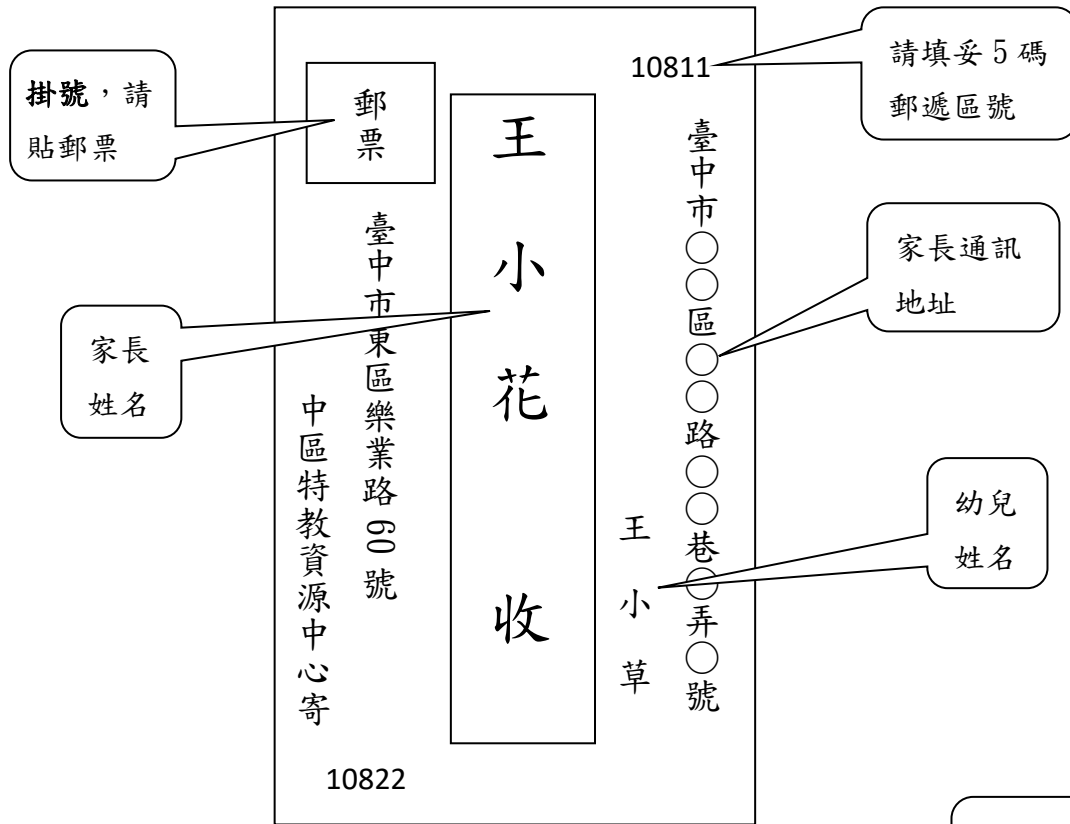 10811
請填妥 5 碼
郵遞區號
掛號，請
貼郵票
郵票
臺中市○○區○○路○○巷○弄○號
家長通訊
地址
王小草
幼兒
姓名
王小花 收
家長
姓名
臺中市東區樂業路 60 號
中區特教資源中心寄
10822